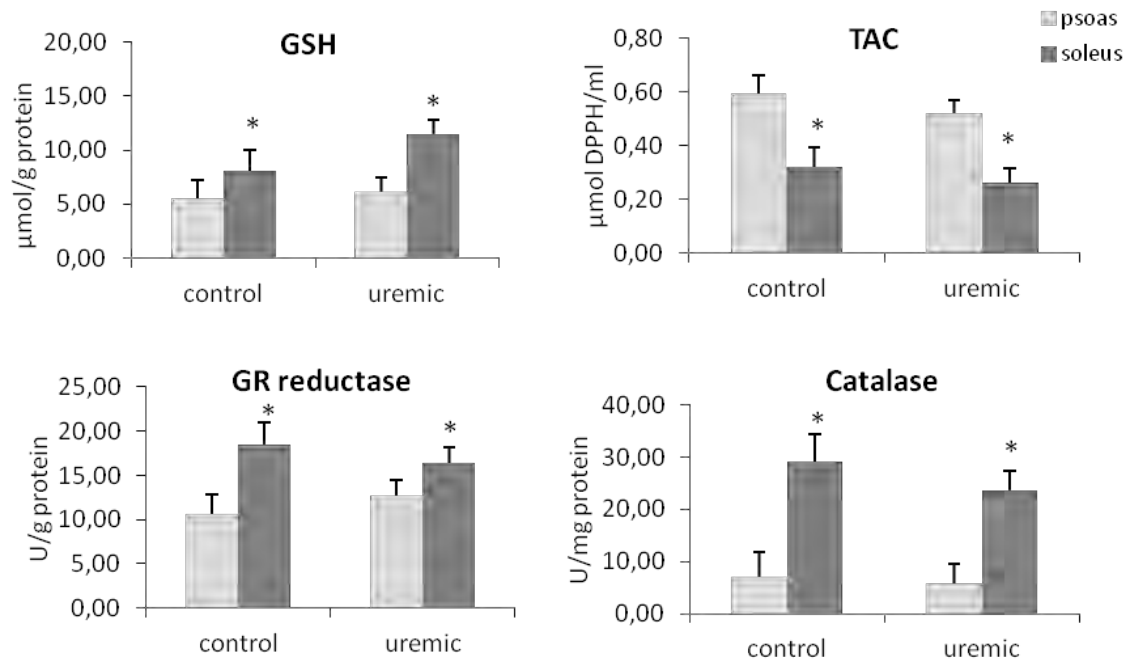 GSH
20,00
15,00
10,00
5,00
0,00
μmol/g protein
*
*
control
uremic
TAC
psoas
soleus
0,80
0,60
0,40
0,20
0,00
μmol DPPH/ml
*
*
control
uremic
GR reductase
25,00
20,00
15,00
10,00
5,00
0,00
U/g protein
*
*
control
uremic
Catalase
40,00
30,00
20,00
10,00
0,00
U/mg protein
*
*
control
uremic